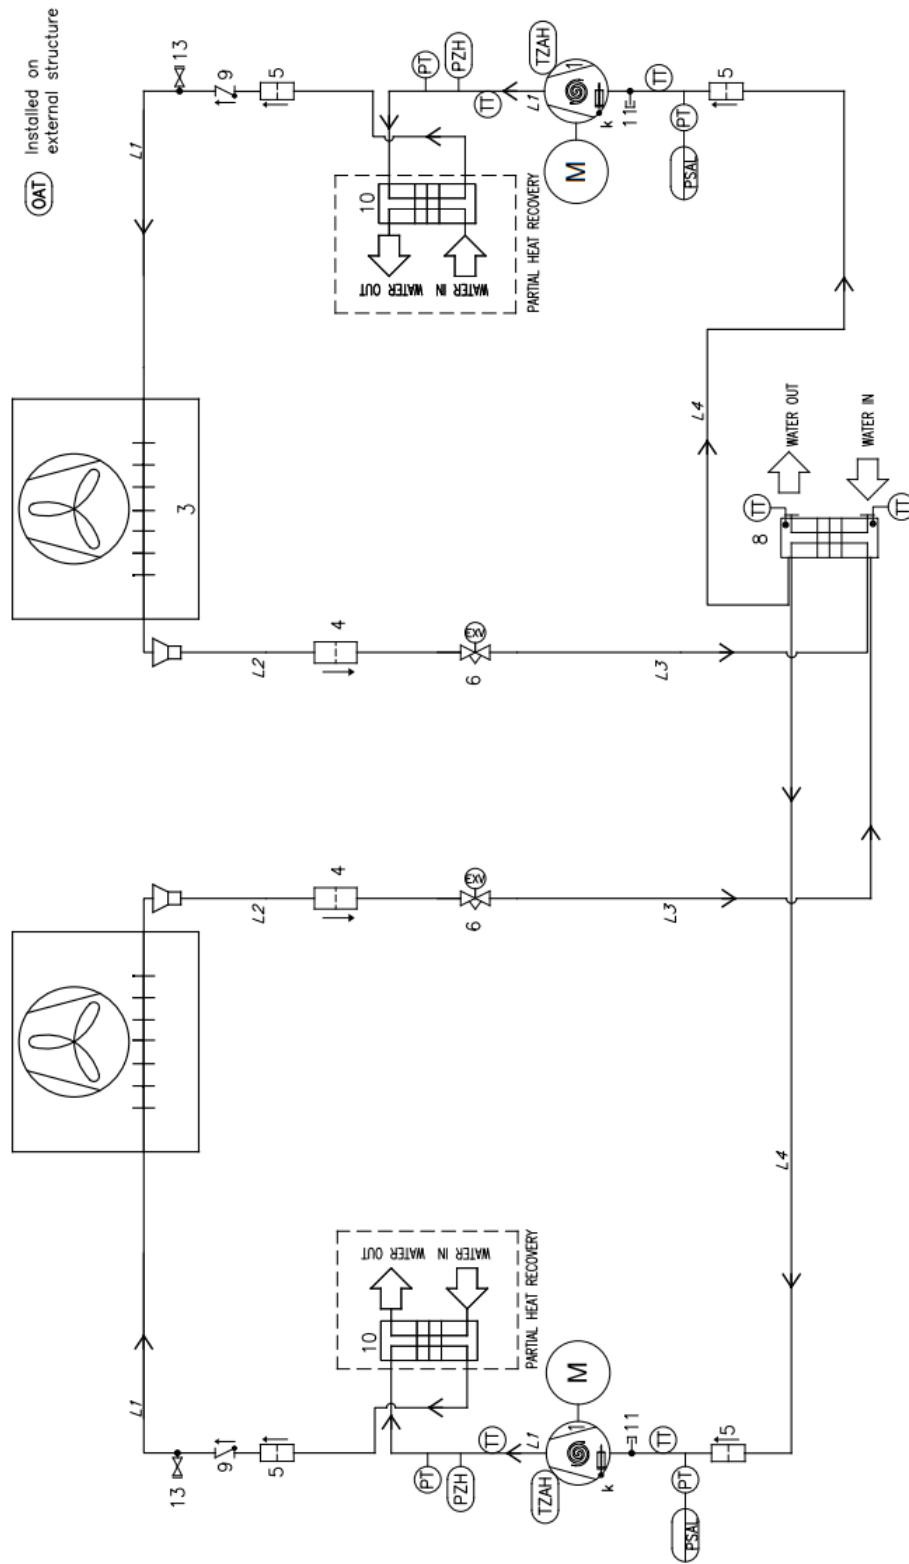 OAT
Installed on
external structure
13
9
5
L1
PT
PZH
TT
TZAH
L1
1
k
11
TT
PT
PSAL
5
M
10
WATER OUT
WATER IN
PARTIAL HEAT RECOVERY
3
L4
WATER OUT
WATER IN
TT
8
TT
L2
4
EXV
6
L3
L2
4
EXV
6
L3
L4
WATER OUT
WATER IN
10
PARTIAL HEAT RECOVERY
L1
13
9
5
PT
PZH
TT
L1
TZAH
M
1
k
11
TT
PT
PSAL
5